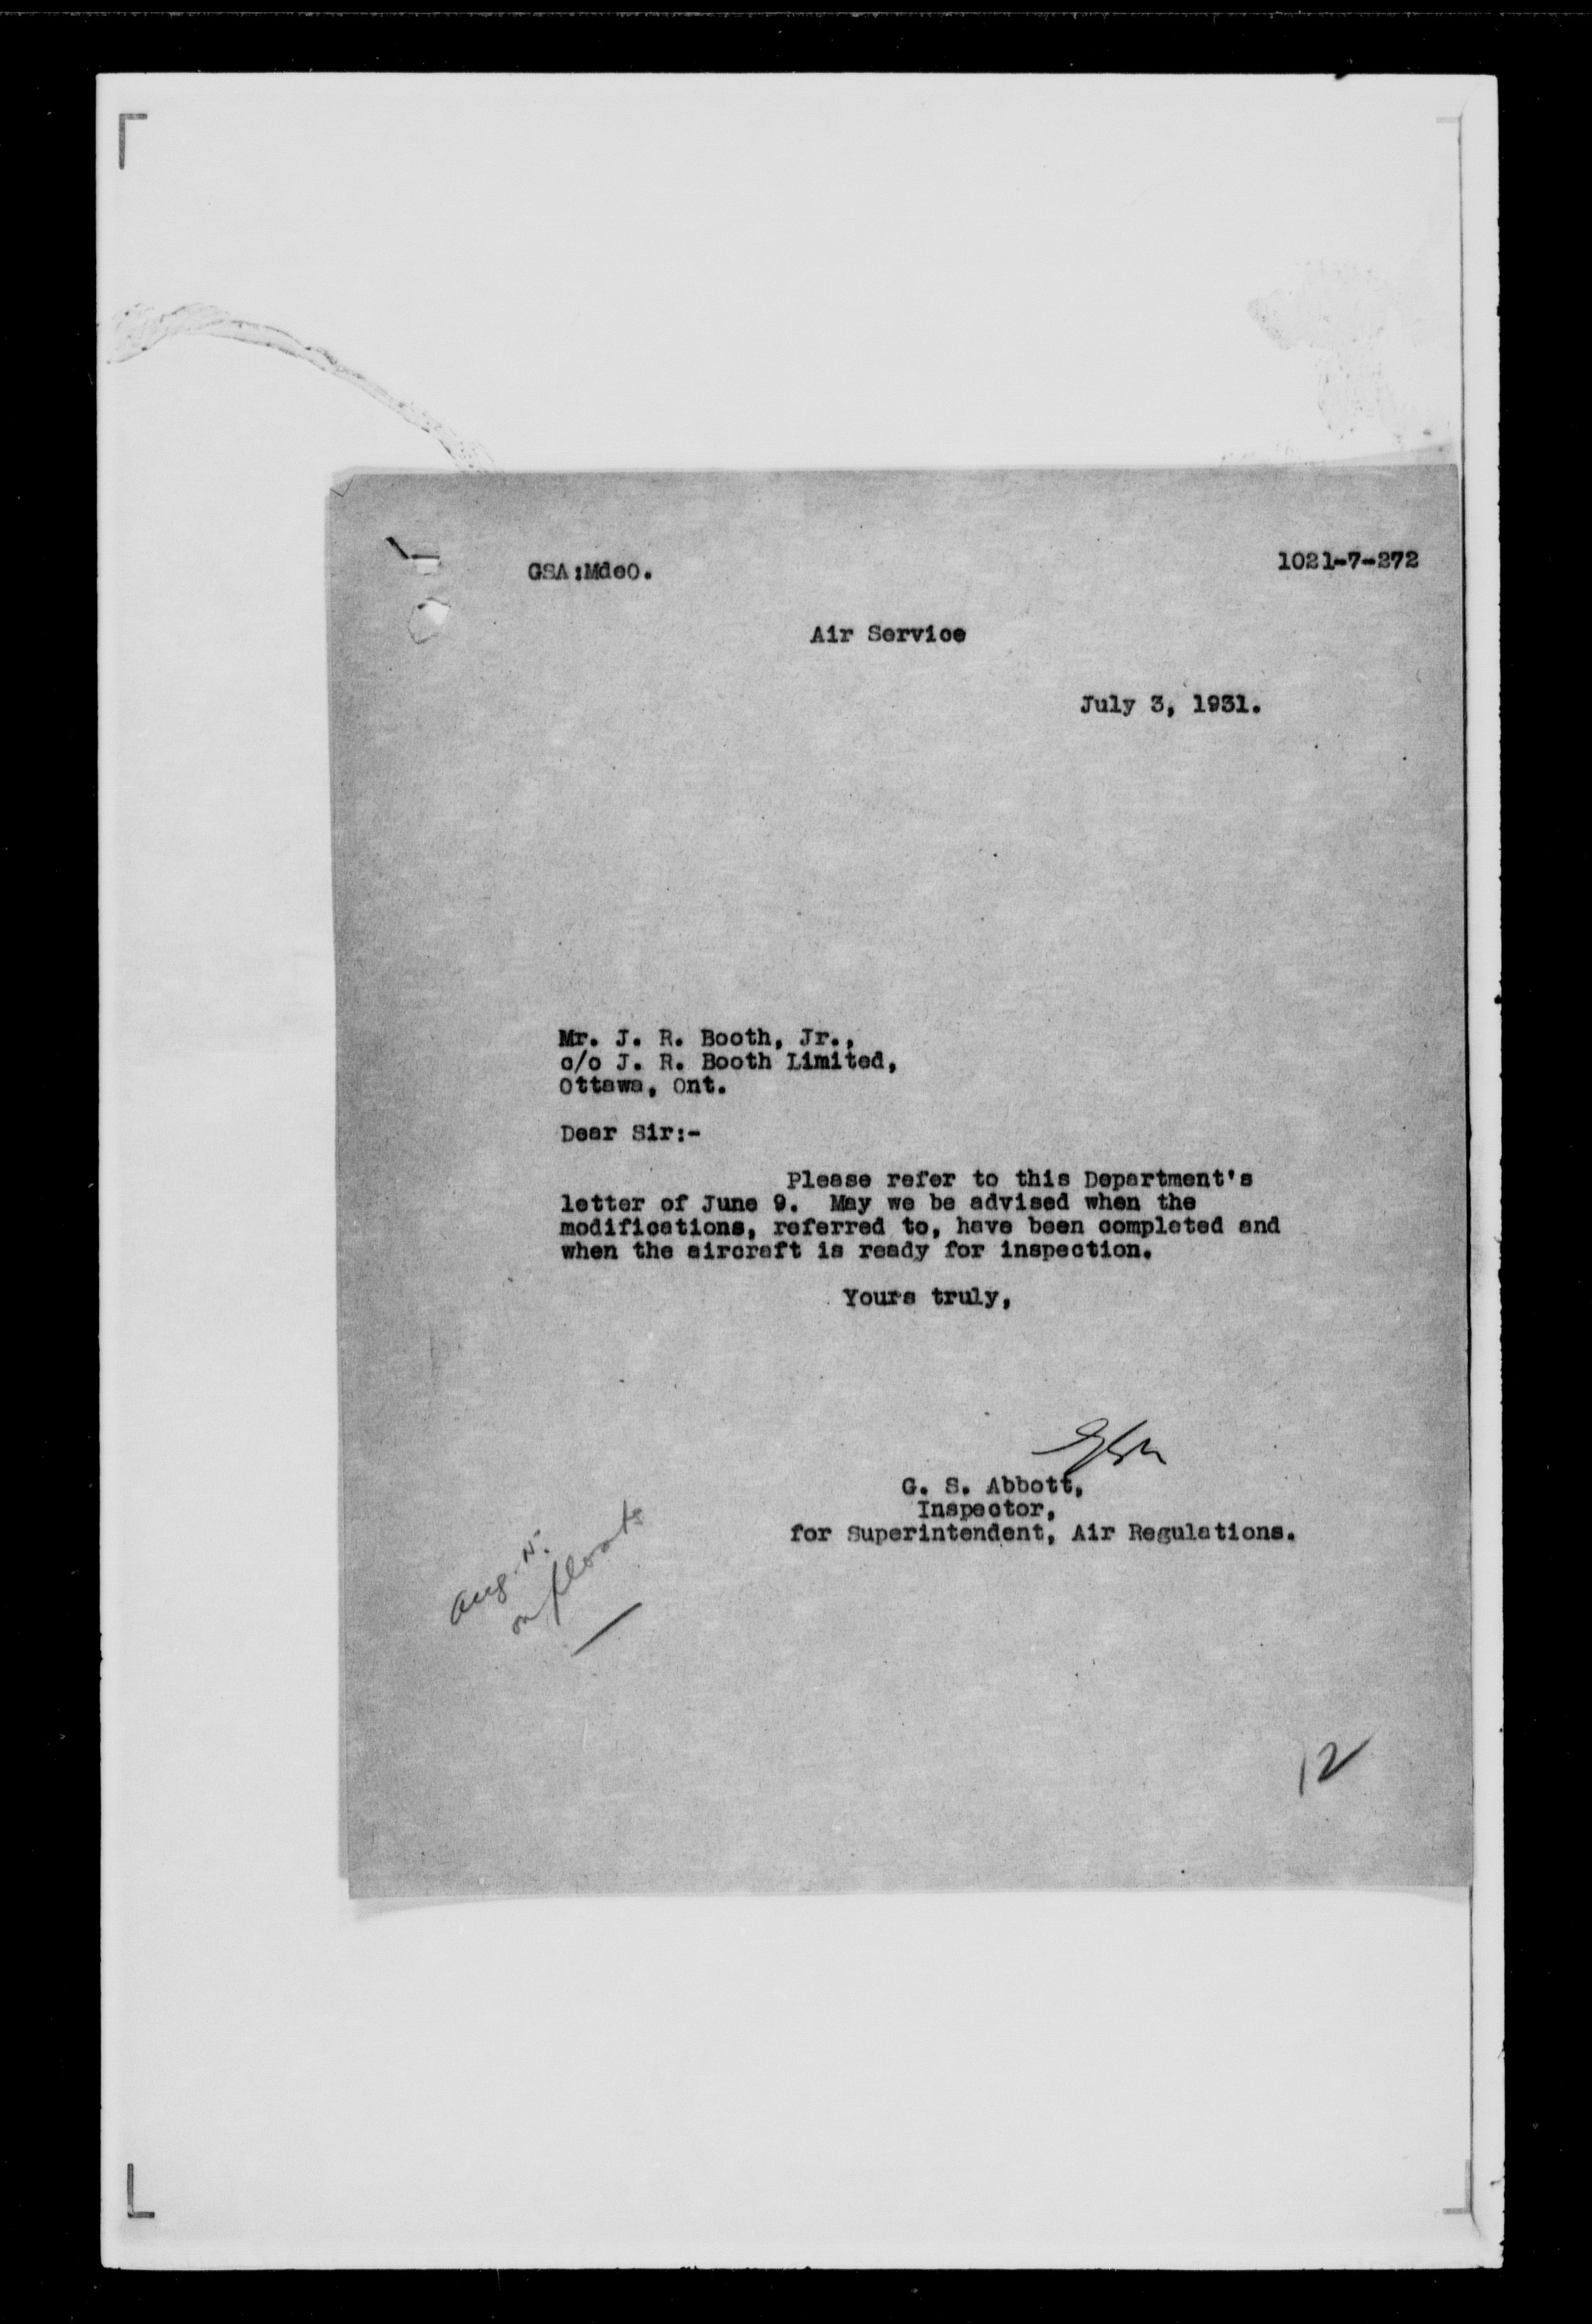 GSA:MdeO.
1021-7-272
Air Service
July 3, 1931.
Mr. J. R. Booth, Jr.,
c/o J. R. Booth Limited,
Ottawa, Ont.
Dear Sir:-
Please refer to this Department's
letter of June 9. May we be advised when the
modifications, referred to, have been completed and
when the aircraft is ready for inspection.
Yours truly,
G. S. Abbott,
Inspector,
for Superintendent, Air Regulations.
Aug.
on floats
12